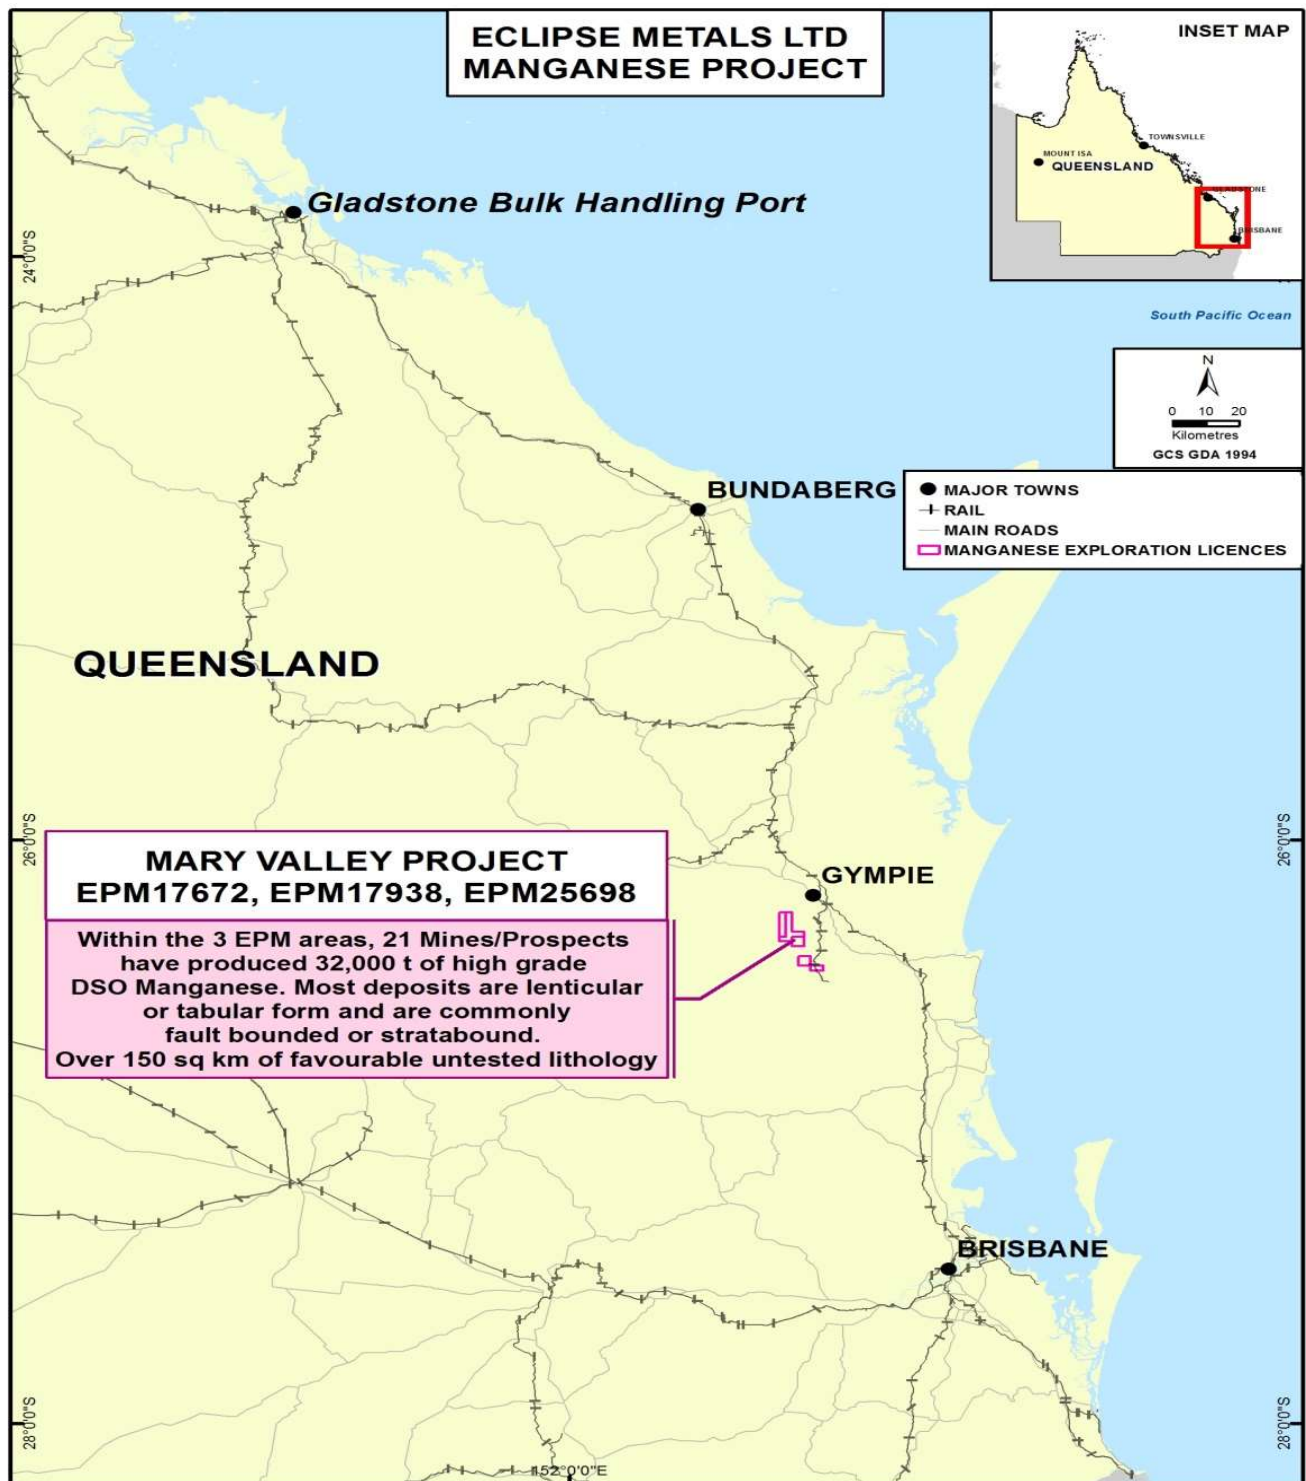 ECLIPSE METALS LTD
MANGANESE PROJECT
INSET MAP
TOWNSVILLE
MOUNT ISA
QUEENSLAND
GLADSTONE
BRISBANE
Gladstone Bulk Handling Port
24°0'0"S
South Pacific Ocean
N
0 10 20
Kilometres
GCS GDA 1994
BUNDABERG
MAJOR TOWNS
RAIL
MAIN ROADS
MANGANESE EXPLORATION LICENCES
QUEENSLAND
26°0'0"S
26°0'0"S
MARY VALLEY PROJECT
EPM17672, EPM17938, EPM25698
GYMPIE
Within the 3 EPM areas, 21 Mines/Prospects
have produced 32,000 t of high grade
DSO Manganese. Most deposits are lenticular
or tabular form and are commonly
fault bounded or stratabound.
Over 150 sq km of favourable untested lithology
BRISBANE
28°0'0"S
28°0'0"S
152°0'0"E